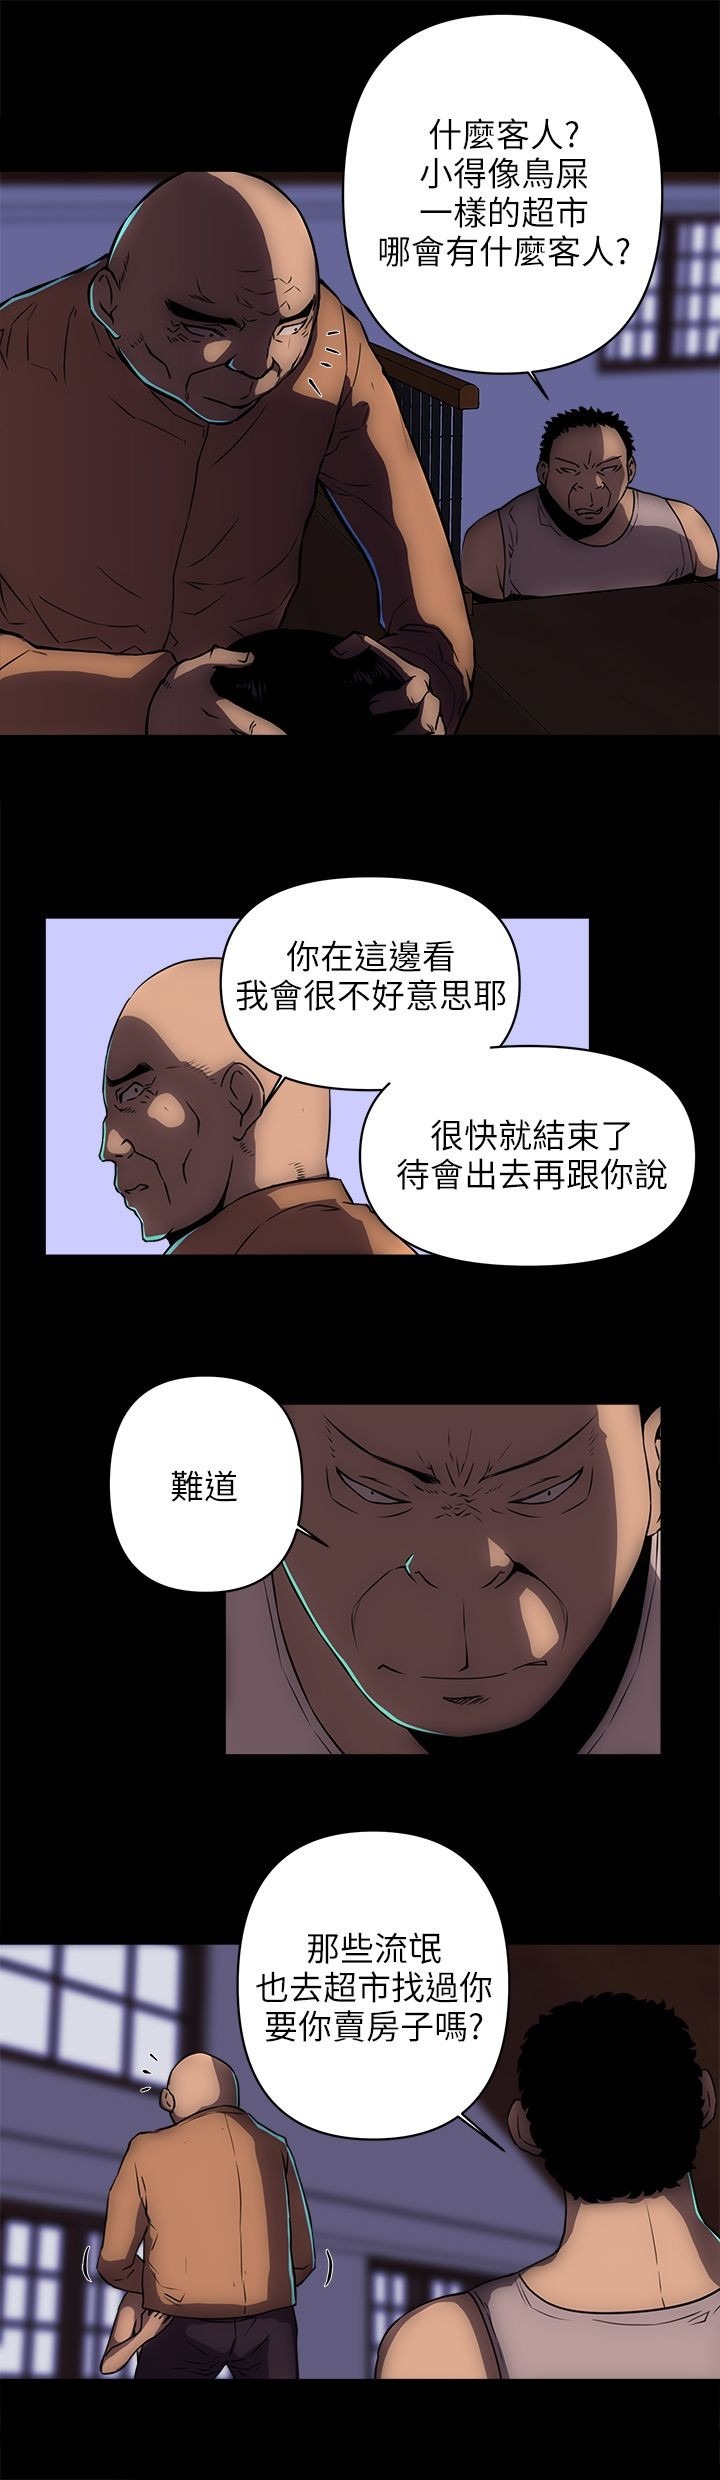 什麼客人?
小得像鳥屎
一樣的超市
哪會有什麼客人?
你在這邊看
我會很不好意思耶
很快就結束了
待會出去再跟你說
難道
那些流氓
也去超市找過你
要你賣房子嗎?